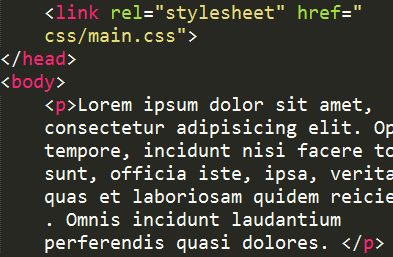 <link rel="stylesheet" href="
css/main.css">
</head>
<body>
<p>Lorem ipsum dolor sit amet,
consectetur adipisicing elit. Op
tempore, incidunt nisi facere to
sunt, officia iste, ipsa, verita
quas et laboriosam quidem reicie
. Omnis incidunt laudantium
perferendis quasi dolores. </p>